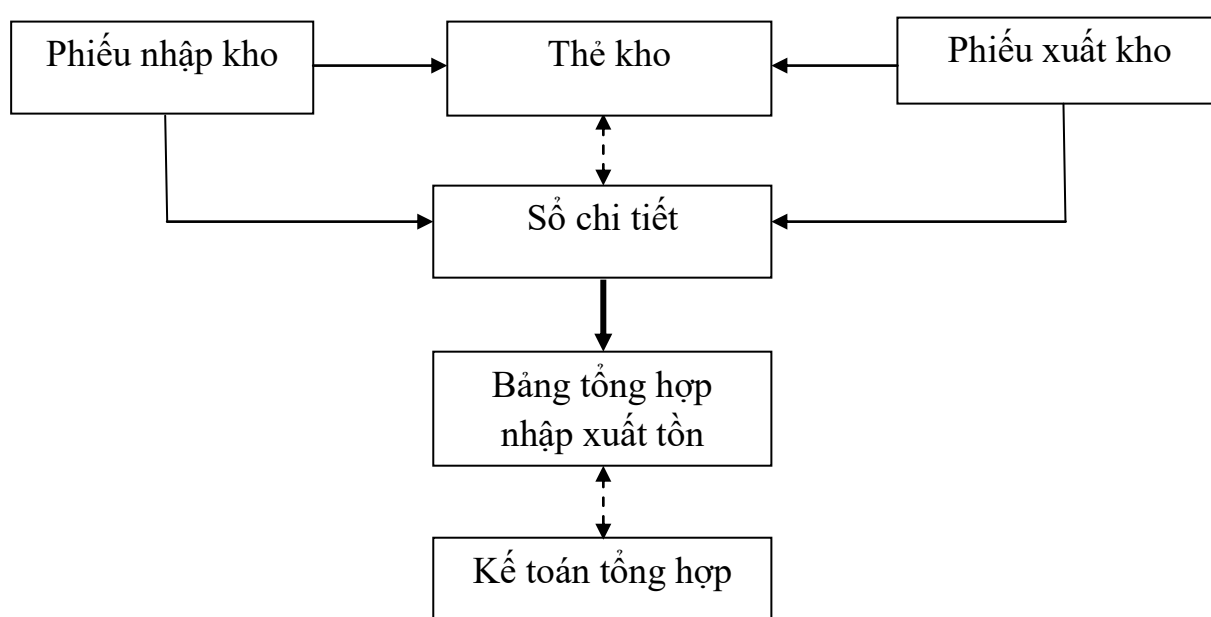 Phiếu nhập kho
Thẻ kho
Phiếu xuất kho
Sổ chi tiết
Bảng tổng hợp
nhập xuất tồn
Kế toán tổng hợp